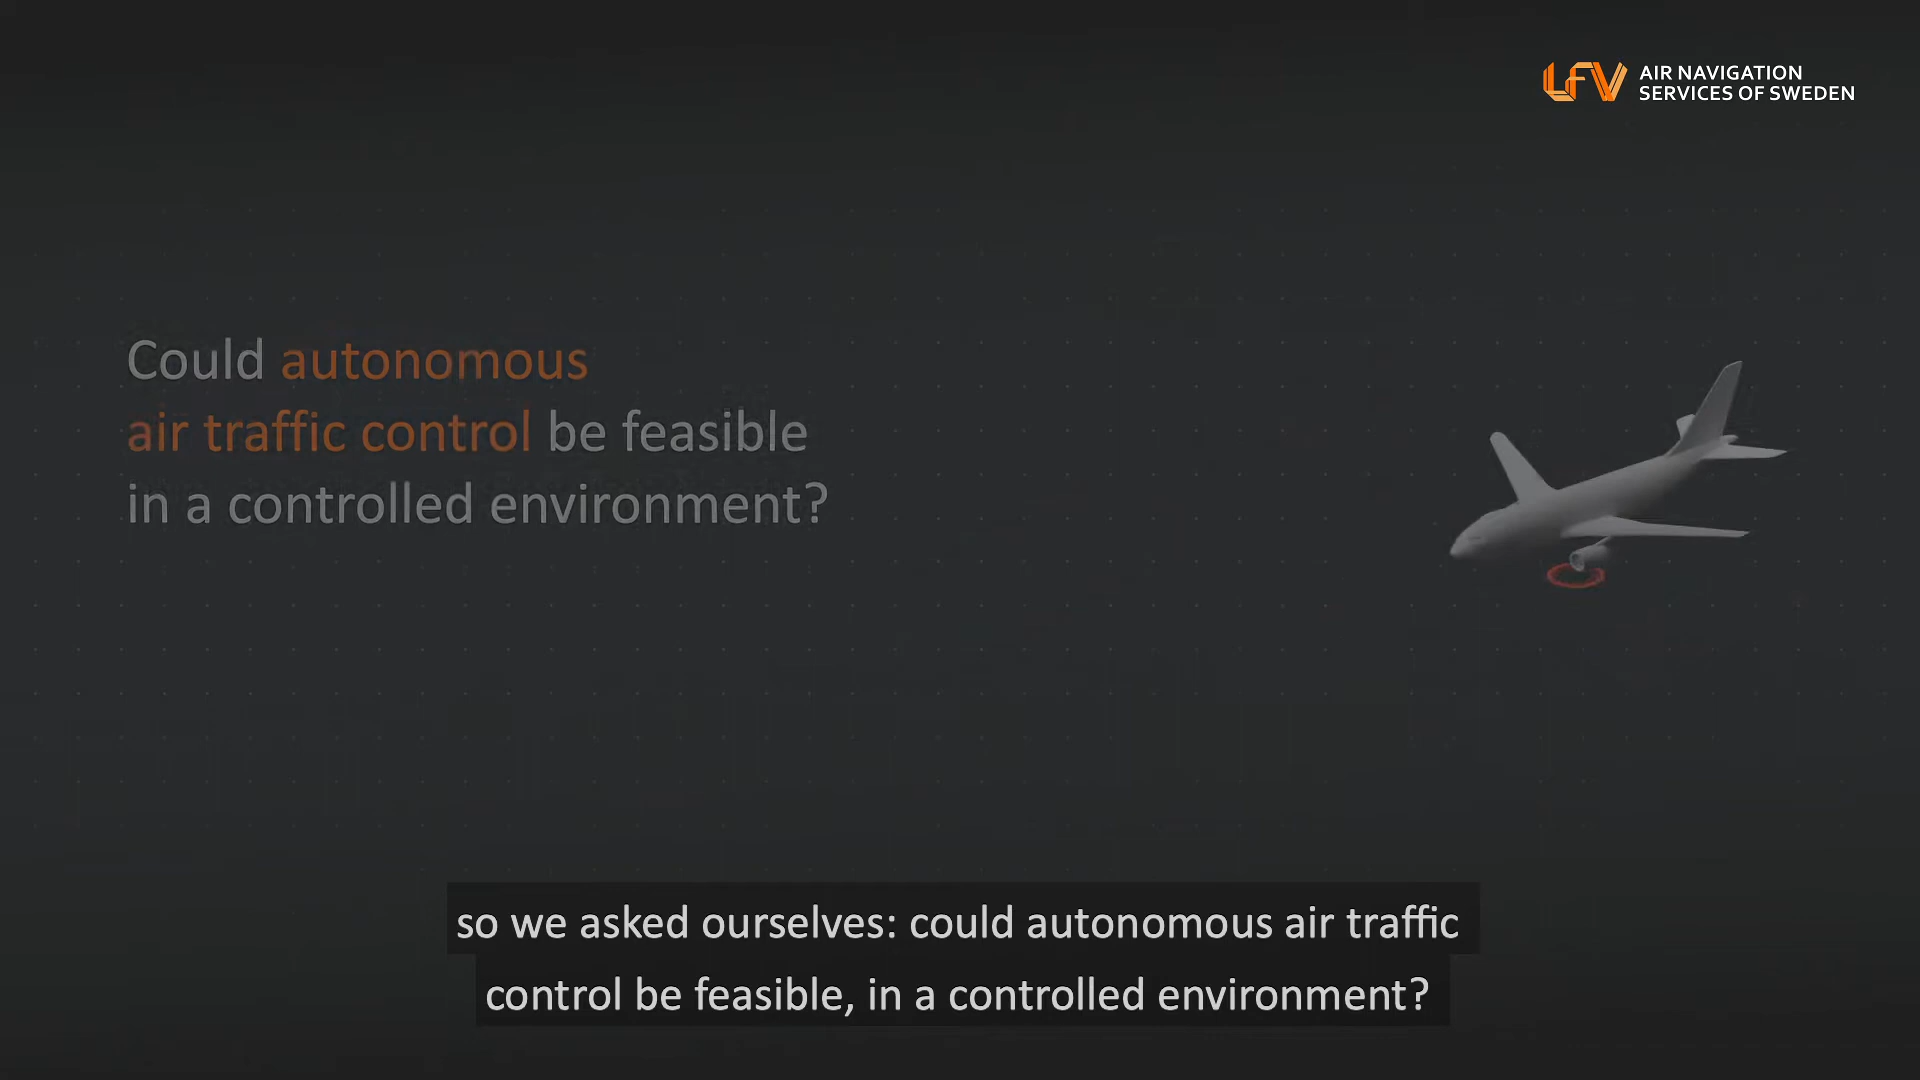 LFV AIR NAVIGATION
SERVICES OF SWEDEN
Could autonomous
air traffic control be feasible
in a controlled environment?
so we asked ourselves: could autonomous air traffic
control be feasible, in a controlled environment?